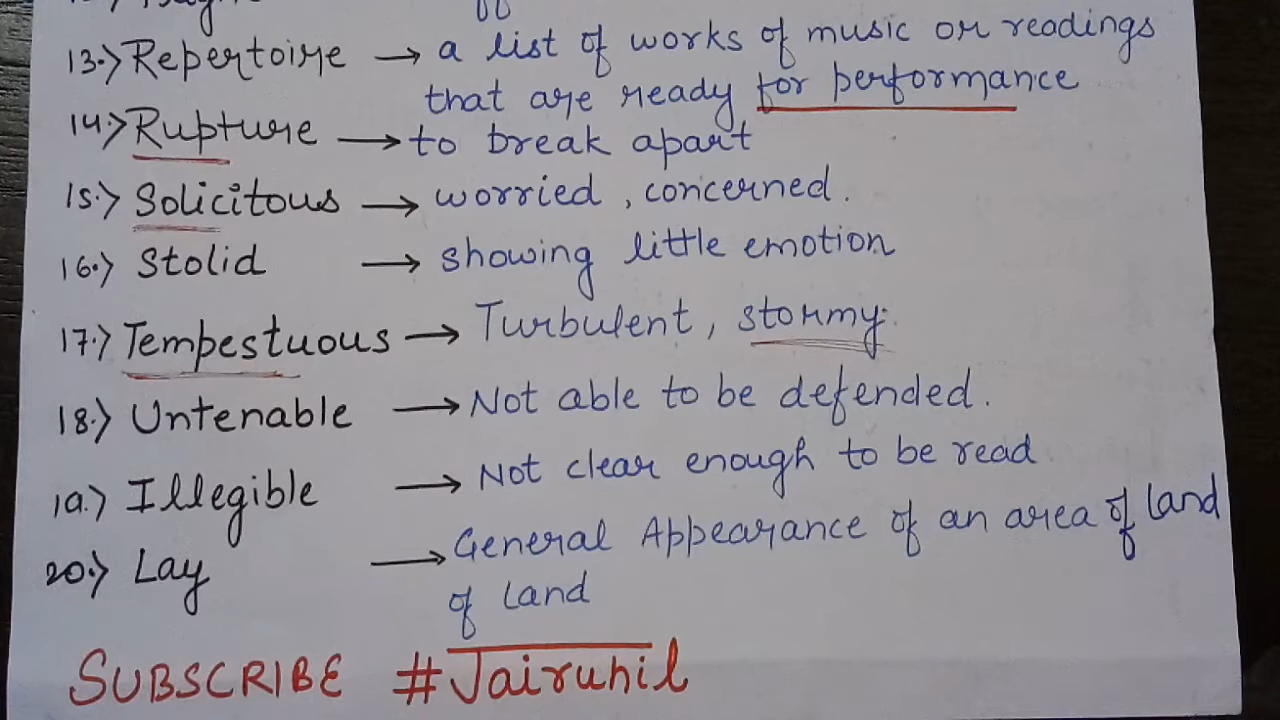 13.) Repertoire → a list of works of music or readings
that are ready for performance
14) Rupture → to break apart
15.) Solicitous → worried, concerned.
16.) Stolid → showing little emotion
17.) Tempestuous → Turbulent, stormy.
18.) Untenable → Not able to be defended.
19.) Illegible → Not clear enough to be read
20.) Lay → General Appearance of an area of land
of land
SUBSCRIBE #Jairuhil